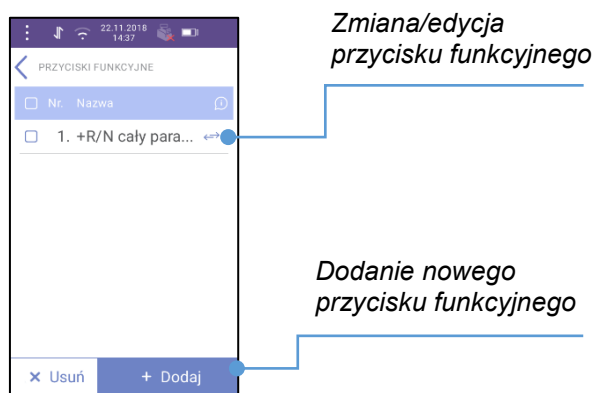 22.11.2018
14:37
PRZYCISKI FUNKCYJNE
Nr. Nazwa
1. +R/N cały para...
× Usuń + Dodaj
Zmiana/edycja
przycisku funkcyjnego
Dodanie nowego
przycisku funkcyjnego